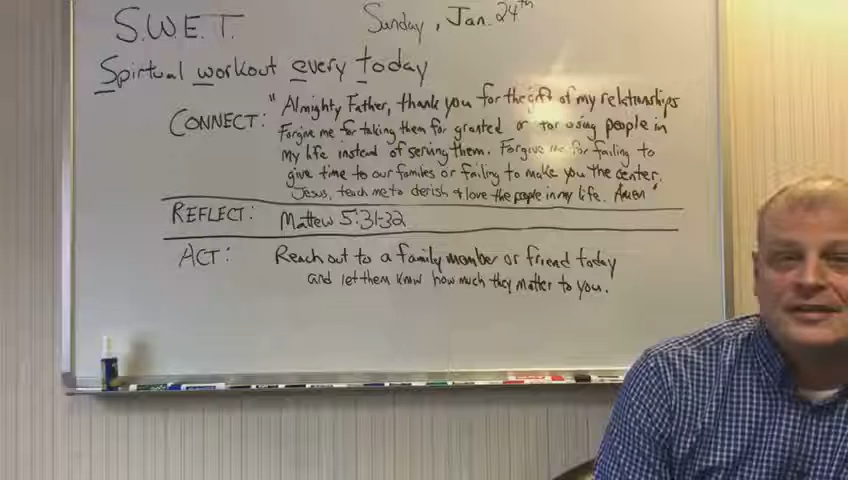 S.W.E.T. Sunday, Jan. 24th
Spirtual workout every today
CONNECT: "Almighty Father, thank you for the gift of my relationships
Forgive me for taking them for granted or for using people in
my life instead of serving them. Forgive me for failing to
give time to our familes or failing to make you the center.
Jesus, teach me to derish & love the people in my life. Amen"
REFLECT: Mattew 5:31-32
ACT: Reach out to a family member or friend today
and let them know how much they matter to you.